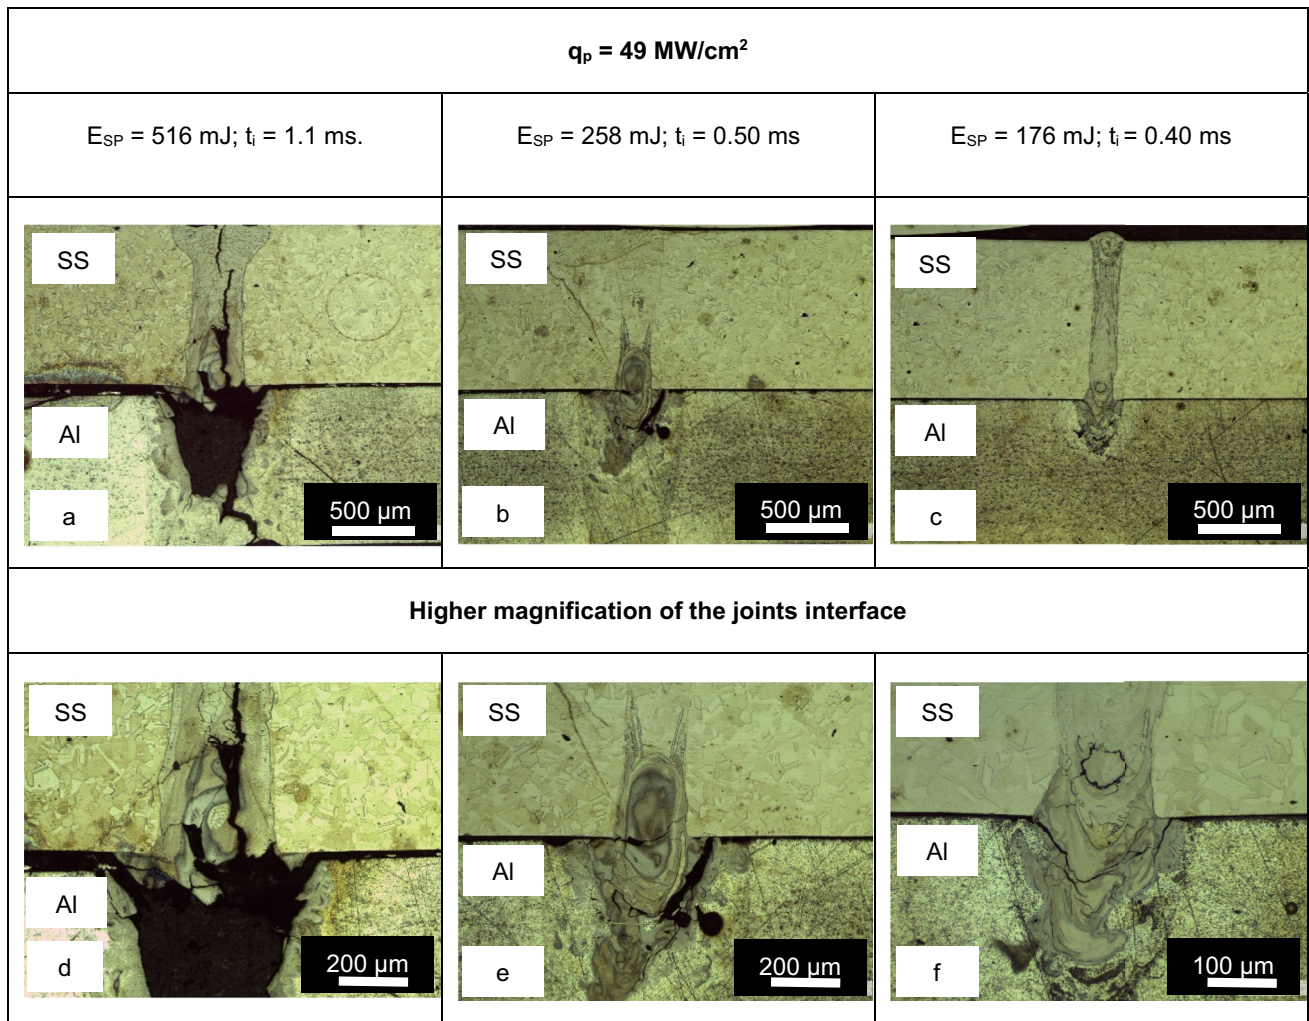 qp = 49 MW/cm²
ESP = 516 mJ; ti = 1.1 ms.
ESP = 258 mJ; ti = 0.50 ms
ESP = 176 mJ; ti = 0.40 ms
SS
Al
a
500 µm
SS
Al
b
500 µm
SS
Al
c
500 µm
Higher magnification of the joints interface
SS
Al
d
200 µm
SS
Al
e
200 µm
SS
Al
f
100 µm